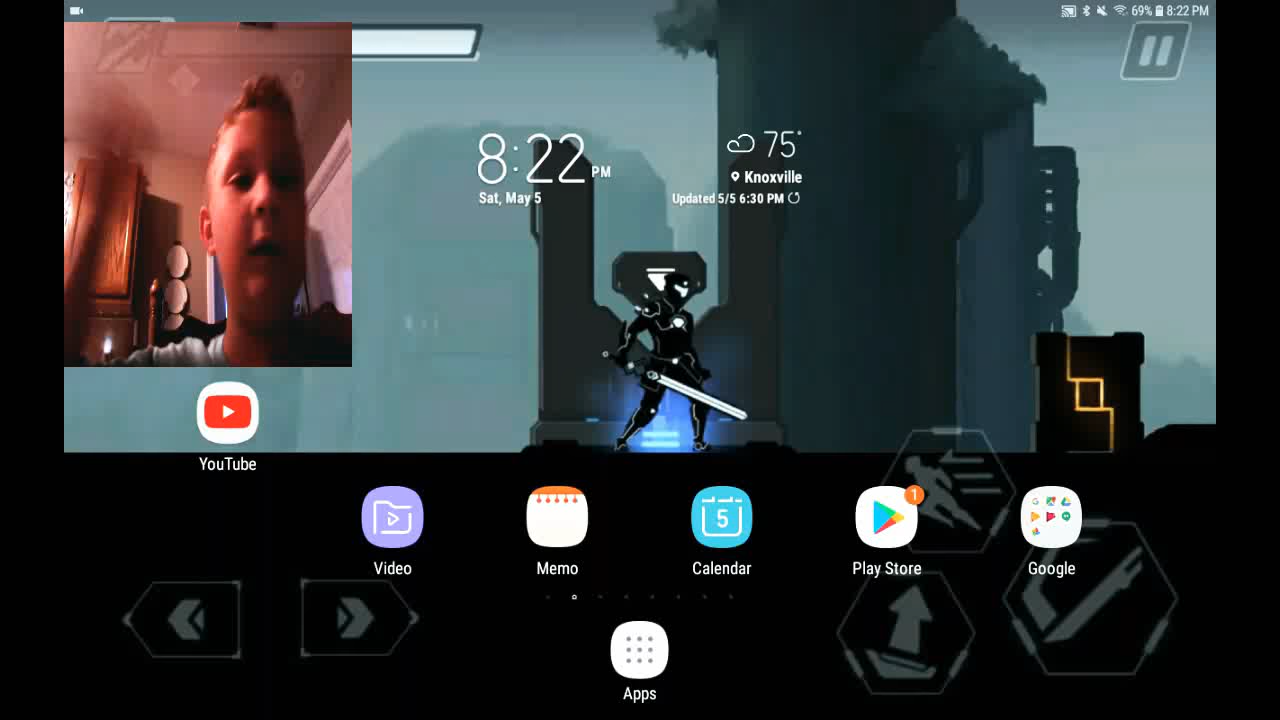 69% 8:22 PM
8:22 PM
75°
Sat, May 5
Knoxville
Updated 5/5 6:30 PM
YouTube
5
1
Video
Memo
Calendar
Play Store
Google
Apps